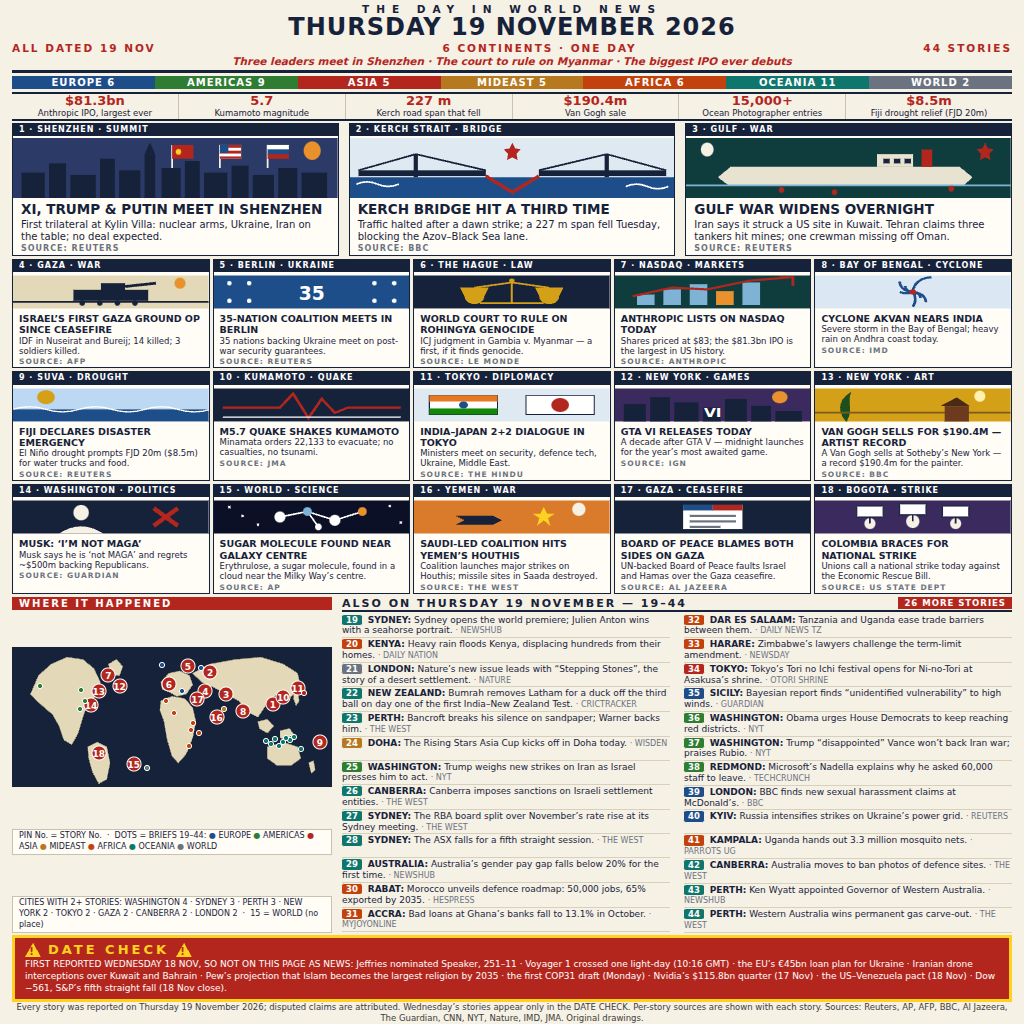 THE DAY IN WORLD NEWS
THURSDAY 19 NOVEMBER 2026
ALL DATED 19 NOV
6 CONTINENTS · ONE DAY
44 STORIES
Three leaders meet in Shenzhen · The court to rule on Myanmar · The biggest IPO ever debuts
EUROPE 6
AMERICAS 9
ASIA 5
MIDEAST 5
AFRICA 6
OCEANIA 11
WORLD 2
$81.3bn
Anthropic IPO, largest ever
5.7
Kumamoto magnitude
227 m
Kerch road span that fell
$190.4m
Van Gogh sale
15,000+
Ocean Photographer entries
$8.5m
Fiji drought relief (FJD 20m)
1 · SHENZHEN · SUMMIT
XI, TRUMP & PUTIN MEET IN SHENZHEN
First trilateral at Kylin Villa: nuclear arms, Ukraine, Iran on
the table; no deal expected.
SOURCE: REUTERS
2 · KERCH STRAIT · BRIDGE
KERCH BRIDGE HIT A THIRD TIME
Traffic halted after a dawn strike; a 227 m span fell Tuesday,
blocking the Azov–Black Sea lane.
SOURCE: BBC
3 · GULF · WAR
GULF WAR WIDENS OVERNIGHT
Iran says it struck a US site in Kuwait. Tehran claims three
tankers hit mines; one crewman missing off Oman.
SOURCE: REUTERS
4 · GAZA · WAR
ISRAEL'S FIRST GAZA GROUND OP
SINCE CEASEFIRE
IDF in Nuseirat and Bureij; 14 killed; 3
soldiers killed.
SOURCE: AFP
5 · BERLIN · UKRAINE
35
35-NATION COALITION MEETS IN
BERLIN
35 nations backing Ukraine meet on post-
war security guarantees.
SOURCE: REUTERS
6 · THE HAGUE · LAW
WORLD COURT TO RULE ON
ROHINGYA GENOCIDE
ICJ judgment in Gambia v. Myanmar — a
first, if it finds genocide.
SOURCE: LE MONDE
7 · NASDAQ · MARKETS
ANTHROPIC LISTS ON NASDAQ
TODAY
Shares priced at $83; the $81.3bn IPO is
the largest in US history.
SOURCE: ANTHROPIC
8 · BAY OF BENGAL · CYCLONE
CYCLONE AKVAN NEARS INDIA
Severe storm in the Bay of Bengal; heavy
rain on Andhra coast today.
SOURCE: IMD
9 · SUVA · DROUGHT
FIJI DECLARES DISASTER
EMERGENCY
El Niño drought prompts FJD 20m ($8.5m)
for water trucks and food.
SOURCE: REUTERS
10 · KUMAMOTO · QUAKE
M5.7 QUAKE SHAKES KUMAMOTO
Minamata orders 22,133 to evacuate; no
casualties, no tsunami.
SOURCE: JMA
11 · TOKYO · DIPLOMACY
INDIA–JAPAN 2+2 DIALOGUE IN
TOKYO
Ministers meet on security, defence tech,
Ukraine, Middle East.
SOURCE: THE HINDU
12 · NEW YORK · GAMES
VI
GTA VI RELEASES TODAY
A decade after GTA V — midnight launches
for the year's most awaited game.
SOURCE: IGN
13 · NEW YORK · ART
VAN GOGH SELLS FOR $190.4M —
ARTIST RECORD
A Van Gogh sells at Sotheby's New York —
a record $190.4m for the painter.
SOURCE: BBC
14 · WASHINGTON · POLITICS
MUSK: 'I'M NOT MAGA'
Musk says he is 'not MAGA' and regrets
~$500m backing Republicans.
SOURCE: GUARDIAN
15 · WORLD · SCIENCE
SUGAR MOLECULE FOUND NEAR
GALAXY CENTRE
Erythrulose, a sugar molecule, found in a
cloud near the Milky Way's centre.
SOURCE: AP
16 · YEMEN · WAR
SAUDI-LED COALITION HITS
YEMEN'S HOUTHIS
Coalition launches major strikes on
Houthis; missile sites in Saada destroyed.
SOURCE: THE WEST
17 · GAZA · CEASEFIRE
BOARD OF PEACE BLAMES BOTH
SIDES ON GAZA
UN-backed Board of Peace faults Israel
and Hamas over the Gaza ceasefire.
SOURCE: AL JAZEERA
18 · BOGOTÁ · STRIKE
COLOMBIA BRACES FOR
NATIONAL STRIKE
Unions call a national strike today against
the Economic Rescue Bill.
SOURCE: US STATE DEPT
WHERE IT HAPPENED
5
2
7
6
12
13
4
3
11
17
10
14
1
8
16
9
18
15
PIN No. = STORY No. · DOTS = BRIEFS 19–44: ● EUROPE ● AMERICAS ●
ASIA ● MIDEAST ● AFRICA ● OCEANIA ● WORLD
CITIES WITH 2+ STORIES: WASHINGTON 4 · SYDNEY 3 · PERTH 3 · NEW
YORK 2 · TOKYO 2 · GAZA 2 · CANBERRA 2 · LONDON 2 · 15 = WORLD (no
place)
ALSO ON THURSDAY 19 NOVEMBER — 19–44
26 MORE STORIES
19 SYDNEY: Sydney opens the world premiere; Julien Anton wins
with a seahorse portrait. · NEWSHUB
20 KENYA: Heavy rain floods Kenya, displacing hundreds from their
homes. · DAILY NATION
21 LONDON: Nature's new issue leads with "Stepping Stones", the
story of a desert settlement. · NATURE
22 NEW ZEALAND: Bumrah removes Latham for a duck off the third
ball on day one of the first India–New Zealand Test. · CRICTRACKER
23 PERTH: Bancroft breaks his silence on sandpaper; Warner backs
him. · THE WEST
24 DOHA: The Rising Stars Asia Cup kicks off in Doha today. · WISDEN
25 WASHINGTON: Trump weighs new strikes on Iran as Israel
presses him to act. · NYT
26 CANBERRA: Canberra imposes sanctions on Israeli settlement
entities. · THE WEST
27 SYDNEY: The RBA board split over November's rate rise at its
Sydney meeting. · THE WEST
28 SYDNEY: The ASX falls for a fifth straight session. · THE WEST
29 AUSTRALIA: Australia's gender pay gap falls below 20% for the
first time. · NEWSHUB
30 RABAT: Morocco unveils defence roadmap: 50,000 jobs, 65%
exported by 2035. · HESPRESS
31 ACCRA: Bad loans at Ghana's banks fall to 13.1% in October. ·
MYJOYONLINE
32 DAR ES SALAAM: Tanzania and Uganda ease trade barriers
between them. · DAILY NEWS TZ
33 HARARE: Zimbabwe's lawyers challenge the term-limit
amendment. · NEWSDAY
34 TOKYO: Tokyo's Tori no Ichi festival opens for Ni-no-Tori at
Asakusa's shrine. · OTORI SHRINE
35 SICILY: Bayesian report finds "unidentified vulnerability" to high
winds. · GUARDIAN
36 WASHINGTON: Obama urges House Democrats to keep reaching
red districts. · NYT
37 WASHINGTON: Trump "disappointed" Vance won't back Iran war;
praises Rubio. · NYT
38 REDMOND: Microsoft's Nadella explains why he asked 60,000
staff to leave. · TECHCRUNCH
39 LONDON: BBC finds new sexual harassment claims at
McDonald's. · BBC
40 KYIV: Russia intensifies strikes on Ukraine's power grid. · REUTERS
41 KAMPALA: Uganda hands out 3.3 million mosquito nets. ·
PARROTS UG
42 CANBERRA: Australia moves to ban photos of defence sites. · THE
WEST
43 PERTH: Ken Wyatt appointed Governor of Western Australia. ·
NEWSHUB
44 PERTH: Western Australia wins permanent gas carve-out. · THE
WEST
DATE CHECK
FIRST REPORTED WEDNESDAY 18 NOV, SO NOT ON THIS PAGE AS NEWS: Jeffries nominated Speaker, 251–11 · Voyager 1 crossed one light-day (10:16 GMT) · the EU's €45bn loan plan for Ukraine · Iranian drone
interceptions over Kuwait and Bahrain · Pew's projection that Islam becomes the largest religion by 2035 · the first COP31 draft (Monday) · Nvidia's $115.8bn quarter (17 Nov) · the US–Venezuela pact (18 Nov) · Dow
−561, S&P's fifth straight fall (18 Nov close).
Every story was reported on Thursday 19 November 2026; disputed claims are attributed. Wednesday's stories appear only in the DATE CHECK. Per-story sources are shown with each story. Sources: Reuters, AP, AFP, BBC, Al Jazeera,
The Guardian, CNN, NYT, Nature, IMD, JMA. Original drawings.